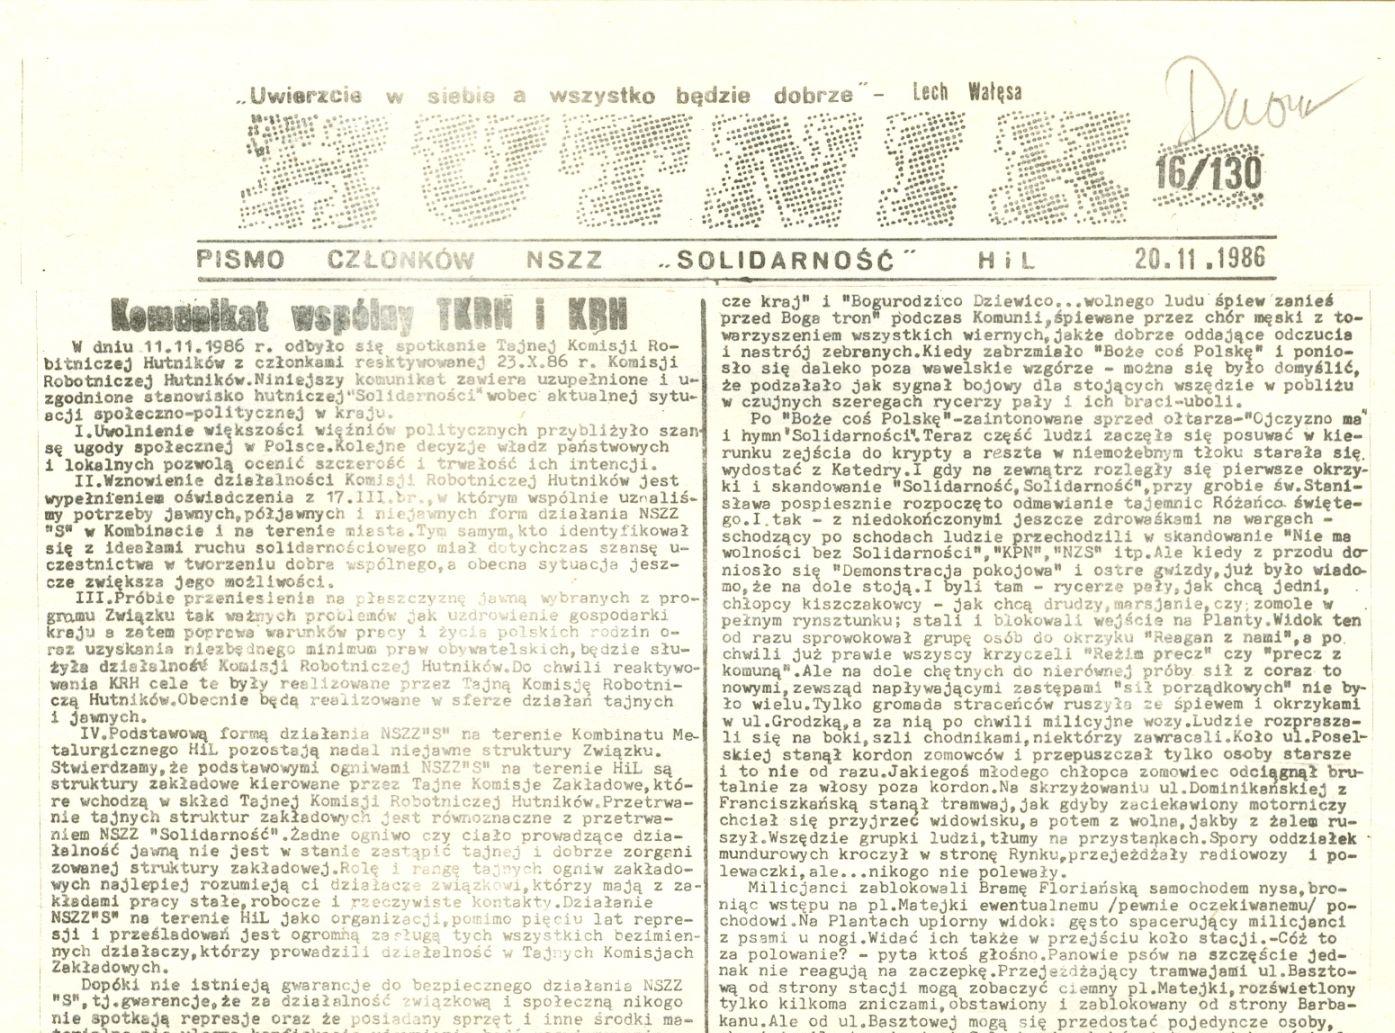 „Uwierzcie w siebie a wszystko będzie dobrze" - Lech Wałęsa
HUTNIK
16/130
PISMO CZŁONKÓW NSZZ „SOLIDARNOŚĆ" HiL 20.11.1986
Komunikat wspólny TKRH i KRH
W dniu 11.11.1986 r. odbyło się spotkanie Tajnej Komisji Ro-
bitniczej Hutników z członkami reaktywowanej 23.X.86 r. Komisji
Robotniczej Hutników.Niniejszy komunikat zawiera uzupełnione i u-
zgodnione stanowisko hutniczej"Solidarności"wobec aktualnej sytu-
acji społeczno-politycznej w kraju.
I.Uwolnienie większości więźniów politycznych przybliżyło szan-
sę ugody społecznej w Polsce.Kolejne decyzje władz państwowych
i lokalnych pozwolą ocenić szczerość i trwałość ich intencji.
II.Wznowienie działalności Komisji Robotniczej Hutników jest
wypełnieniem oświadczenia z 17.III.br.,w którym wspólnie uznaliś-
my potrzeby jawnych,półjawnych i niejawnych form działania NSZZ
"S" w Kombinacie i na terenie miasta.Tym samym,kto identyfikował
się z ideałami ruchu solidarnościowego miał dotychczas szansę u-
czestnictwa w tworzeniu dobra wspólnego,a obecna sytuacja jesz-
cze zwiększa jego możliwości.
III.Próbie przeniesienia na płaszczyznę jawną wybranych z pro-
gramu Związku tak ważnych problemów jak uzdrowienie gospodarki
kraju a zatem poprawa warunków pracy i życia polskich rodzin o-
raz uzyskania niezbędnego minimum praw obywatelskich,będzie słu-
żyła działalność Komisji Robotniczej Hutników.Do chwili reaktywo-
wania KRH cele te były realizowane przez Tajną Komisję Robotni-
czą Hutników.Obecnie będą realizowane w sferze działań tajnych
i jawnych.
IV.Podstawową formą działania NSZZ"S" na terenie Kombinatu Me-
talurgicznego HiL pozostają nadal niejawne struktury Związku.
Stwierdzamy,że podstawowymi ogniwami NSZZ"S" na terenie HiL są
struktury zakładowe kierowane przez Tajne Komisje Zakładowe,któ-
re wchodzą w skład Tajnej Komisji Robotniczej Hutników.Przetrwa-
nie tajnych struktur zakładowych jest równoznaczne z przetrwa-
niem NSZZ "Solidarność".Żadne ogniwo czy ciało prowadzące dzia-
łalność jawną nie jest w stanie zastąpić tajnej i dobrze zorgani
zowanej struktury zakładowej.Rolę i rangę tajnych ogniw zakłado-
wych najlepiej rozumieją ci działacze związkowi,którzy mają z za-
kładami pracy stałe,robocze i rzeczywiste kontakty.Działanie
NSZZ"S" na terenie HiL jako organizacji,pomimo pięciu lat repre-
sji i prześladowań jest ogromną zasługą tych wszystkich bezimien-
nych działaczy,którzy prowadzili działalność w Tajnych Komisjach
Zakładowych.
Dopóki nie istnieją gwarancje do bezpiecznego działania NSZZ
"S",tj.gwarancje,że za działalność związkową i społeczną nikogo
nie spotkają represje oraz że posiadany sprzęt i inne środki ma-
cze kraj" i "Bogurodzico Dziewico...wolnego ludu śpiew zanieś
przed Boga tron" podczas Komunii,śpiewane przez chór męski z to-
warzyszeniem wszystkich wiernych,jakże dobrze oddające odczucia
i nastrój zebranych.Kiedy zabrzmiało "Boże coś Polskę" i ponio-
sło się daleko poza wawelskie wzgórze - można się było domyślić,
że podzałało jak sygnał bojowy dla stojących wszędzie w pobliżu
w czujnych szeregach rycerzy pały i ich braci-uboli.
Po "Boże coś Polskę"-zaintonowane sprzed ołtarza-"Ojczyzno ma"
i hymn"Solidarności".Teraz część ludzi zaczęła się posuwać w kie-
runku zejścia do krypty a reszta w niemożebnym tłoku starała się
wydostać z Katedry.I gdy na zewnątrz rozległy się pierwsze okrzy-
ki i skandowanie "Solidarność,Solidarność",przy grobie św.Stani-
sława pospiesznie rozpoczęto odmawianie tajemnic Różańca święte-
go.I tak - z niedokończonymi jeszcze zdrowaśkami na wargach -
schodzący po schodach ludzie przechodzili w skandowanie "Nie ma
wolności bez Solidarności","KPN","NZS" itp.Ale kiedy z przodu do-
niosło się "Demonstracja pokojowa" i ostre gwizdy,już było wiado-
mo,że na dole stoją.I byli tam - rycerze pały,jak chcą jedni,
chłopcy kiszczakowcy - jak chcą drudzy,marsjanie,czy zomole w
pełnym rynsztunku; stali i blokowali wejście na Planty.Widok ten
od razu sprowokował grupę osób do okrzyku "Reagan z nami",a po
chwili już prawie wszyscy krzyczeli "Reżim precz" czy "precz z
komuną".Ale na dole chętnych do nierównej próby sił z coraz to
nowymi,zewsząd napływającymi zastępami "sił porządkowych" nie by-
ło wielu.Tylko gromada straceńców ruszyła ze śpiewem i okrzykami
w ul.Grodzką,a za nią po chwili milicyjne wozy.Ludzie rozprasza-
li się na boki,szli chodnikami,niektórzy zawracali.Koło ul.Posel-
skiej stanął kordon zomowców i przepuszczał tylko osoby starsze
i to nie od razu.Jakiegoś młodego chłopca zomowiec odciągnął bru-
talnie za włosy poza kordon.Na skrzyżowaniu ul.Dominikańskiej z
Franciszkańską stanął tramwaj,jak gdyby zaciekawiony motorniczy
chciał się przyjrzeć widowisku,a potem z wolna,jakby z żalem ru-
szył.Wszędzie grupki ludzi,tłumy na przystankach.Spory oddziałek
mundurowych kroczył w stronę Rynku,przejeżdżały radiowozy i po-
lewaczki,ale...nikogo nie polewały.
Milicjanci zablokowali Bramę Floriańską samochodem nysa,bro-
niąc wstępu na pl.Matejki ewentualnemu /pewnie oczekiwanemu/ po-
chodowi.Na Plantach upiorny widok: gęsto spacerujący milicjanci
z psami u nogi.Widać ich także w przejściu koło stacji.-Cóż to
za polowanie? - pyta ktoś głośno.Panowie psów na szczęście jed-
nak nie reagują na zaczepkę.Przejeżdżający tramwajami ul.Baszto-
wą od strony stacji mogą zobaczyć ciemny pl.Matejki,rozświetlony
tylko kilkoma zniczami,obstawiony i zablokowany od strony Barba-
kanu.Ale od ul.Basztowej mogą się przedostać pojedyncze osoby,